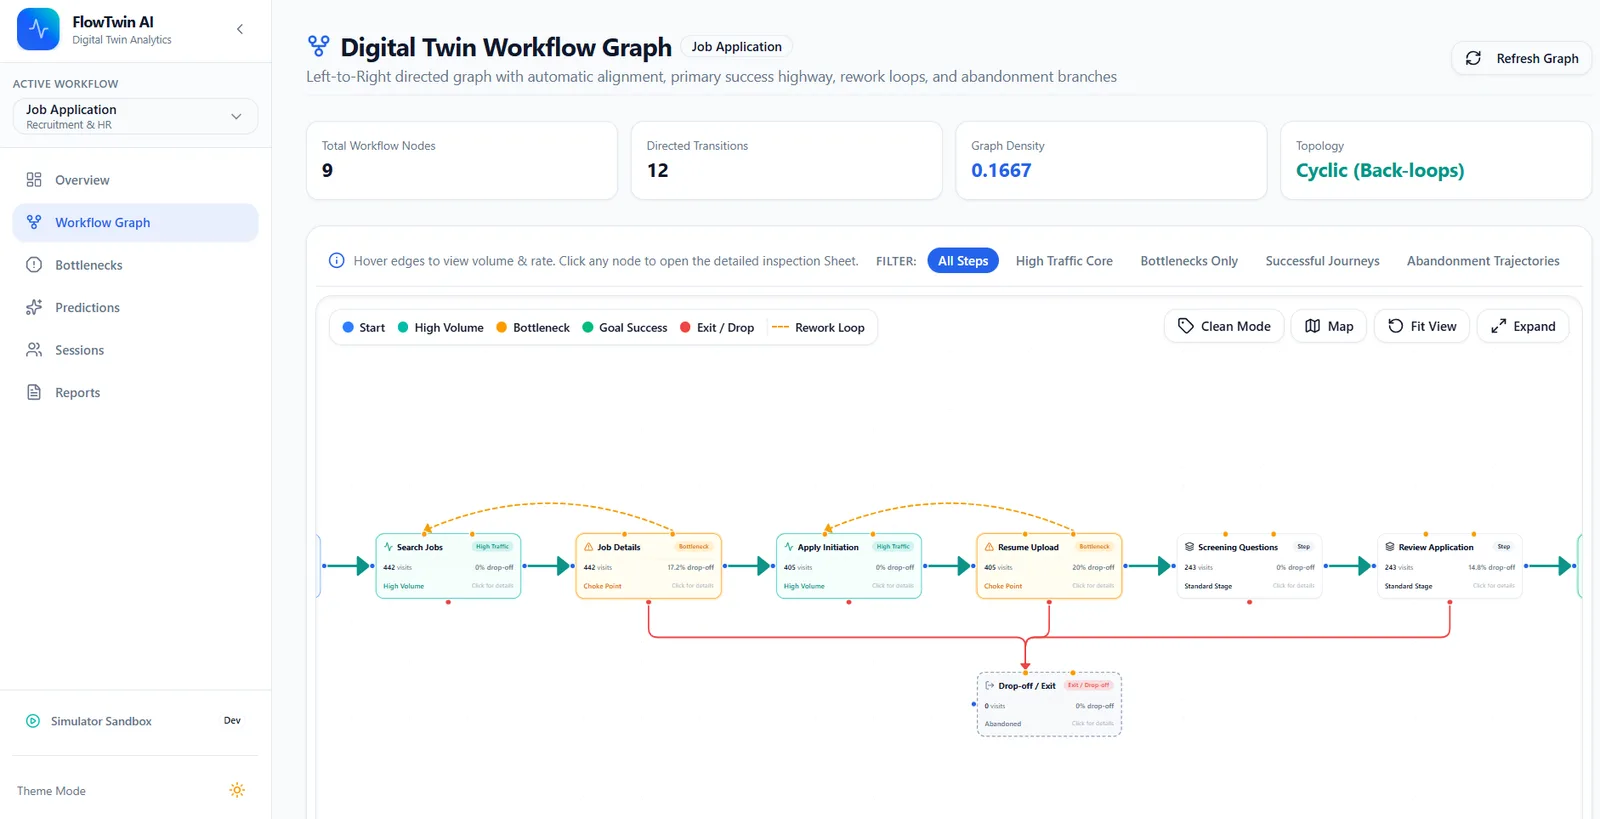 FlowTwin AI
Digital Twin Analytics
ACTIVE WORKFLOW
Job Application
Recruitment & HR
Overview
Workflow Graph
Bottlenecks
Predictions
Sessions
Reports
Simulator Sandbox Dev
Theme Mode
Digital Twin Workflow Graph Job Application
Left-to-Right directed graph with automatic alignment, primary success highway, rework loops, and abandonment branches
Refresh Graph
Total Workflow Nodes
9
Directed Transitions
12
Graph Density
0.1667
Topology
Cyclic (Back-loops)
Hover edges to view volume & rate. Click any node to open the detailed inspection Sheet. FILTER: All Steps High Traffic Core Bottlenecks Only Successful Journeys Abandonment Trajectories
Start High Volume Bottleneck Goal Success Exit / Drop Rework Loop
Clean Mode Map Fit View Expand
Search Jobs High Traffic
442 visits 0% drop-off
High Volume Click for details
Job Details Bottleneck
442 visits 17.2% drop-off
Choke Point Click for details
Apply Initiation High Traffic
405 visits 0% drop-off
High Volume Click for details
Resume Upload Bottleneck
405 visits 20% drop-off
Choke Point Click for details
Screening Questions Step
243 visits 0% drop-off
Standard Stage Click for details
Review Application Step
243 visits 14.8% drop-off
Standard Stage Click for details
Drop-off / Exit Exit / Drop-off
0 visits 0% drop-off
Abandoned Click for details